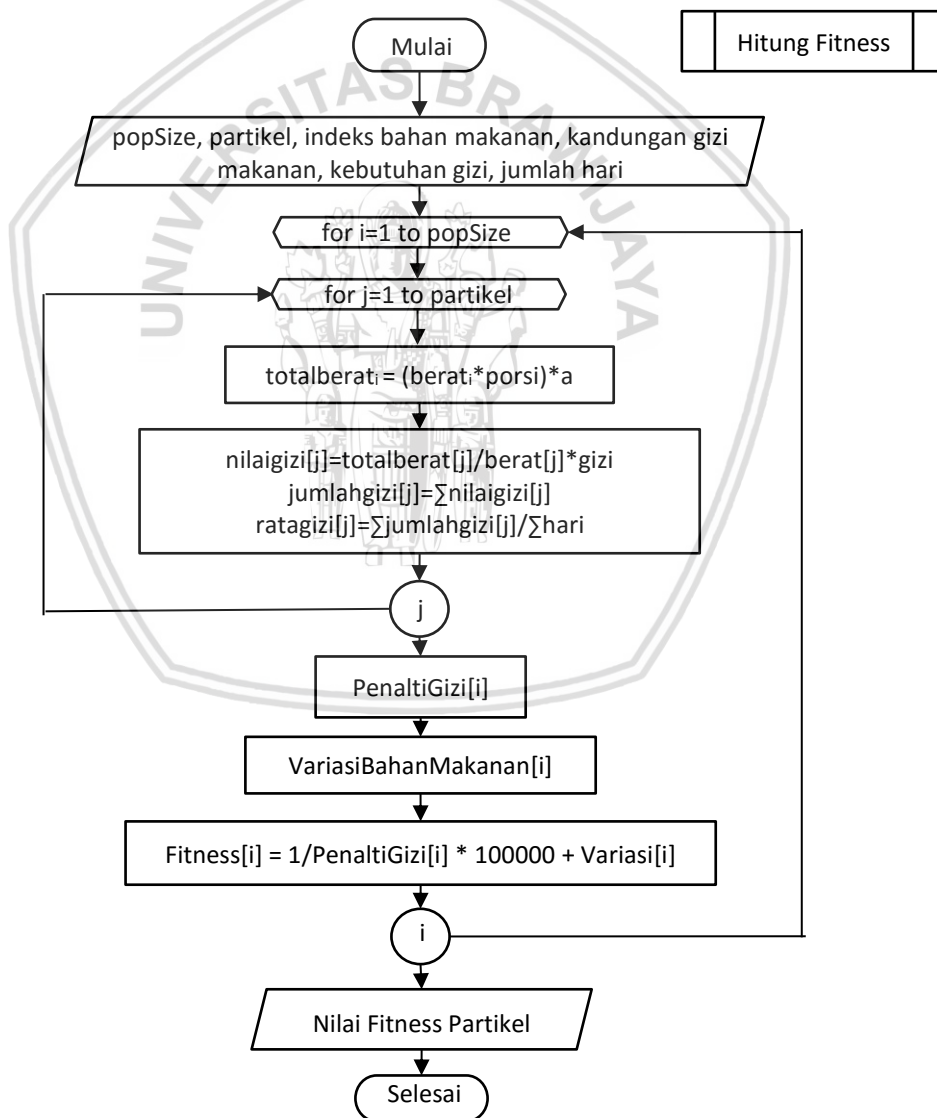 Mulai
Hitung Fitness
UNIVERSITAS BRAWIJAYA
popSize, partikel, indeks bahan makanan, kandungan gizi
makanan, kebutuhan gizi, jumlah hari
for i=1 to popSize
for j=1 to partikel
totalberatᵢ = (beratᵢ*porsi)*a
nilaigizi[j]=totalberat[j]/berat[j]*gizi
jumlahgizi[j]=∑nilaigizi[j]
ratagizi[j]=∑jumlahgizi[j]/∑hari
j
PenaltiGizi[i]
VariasiBahanMakanan[i]
Fitness[i] = 1/PenaltiGizi[i] * 100000 + Variasi[i]
i
Nilai Fitness Partikel
Selesai